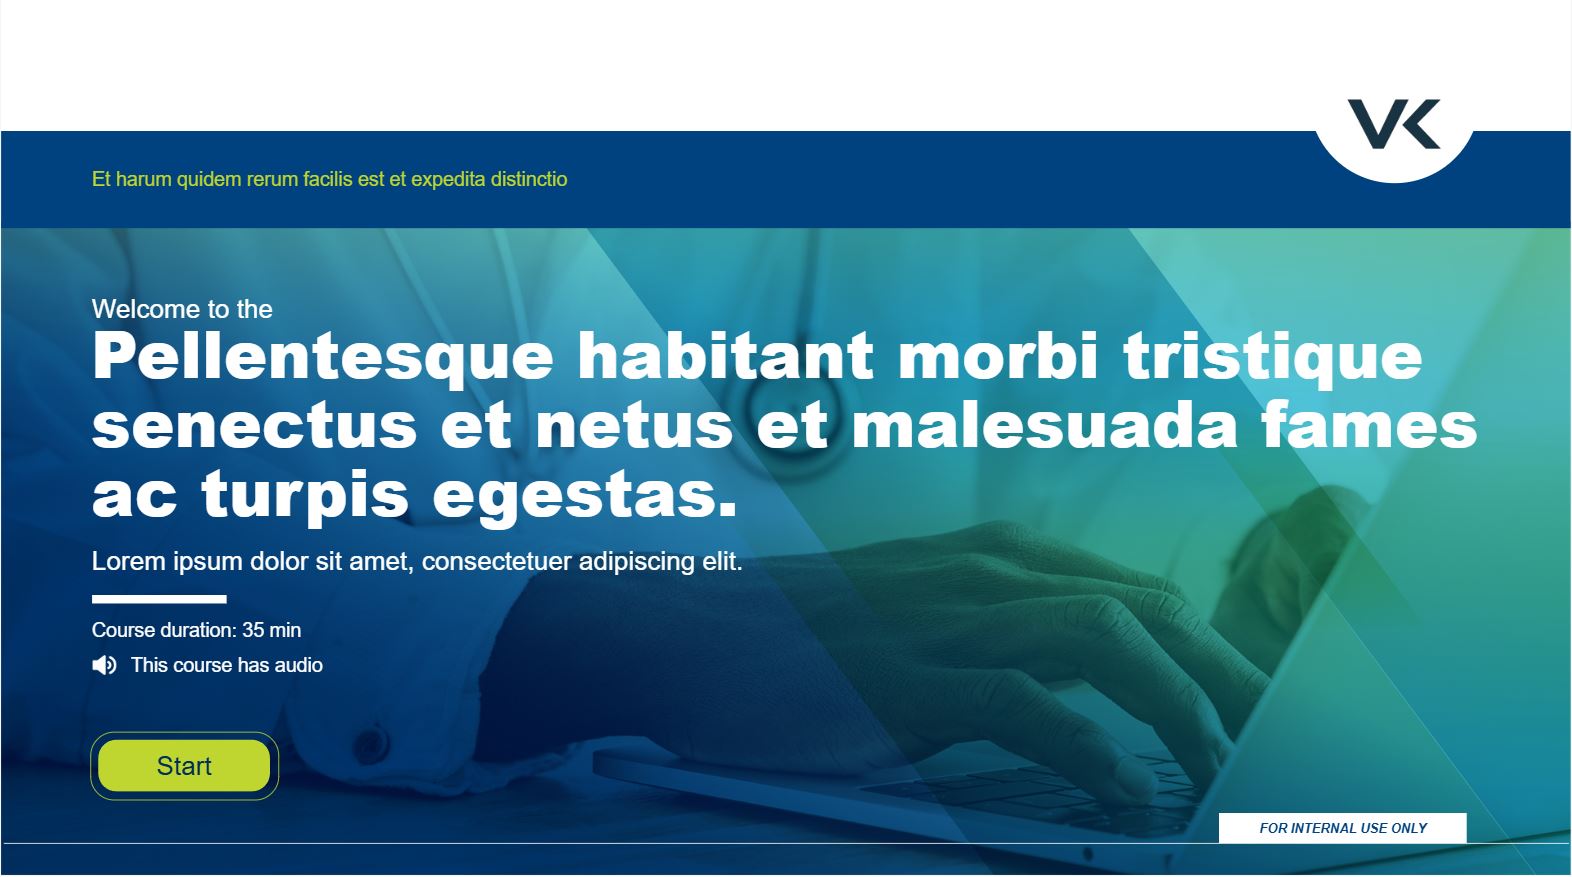 VK
Et harum quidem rerum facilis est et expedita distinctio
Welcome to the
Pellentesque habitant morbi tristique
senectus et netus et malesuada fames
ac turpis egestas.
Lorem ipsum dolor sit amet, consectetuer adipiscing elit.
Course duration: 35 min
This course has audio
Start
FOR INTERNAL USE ONLY